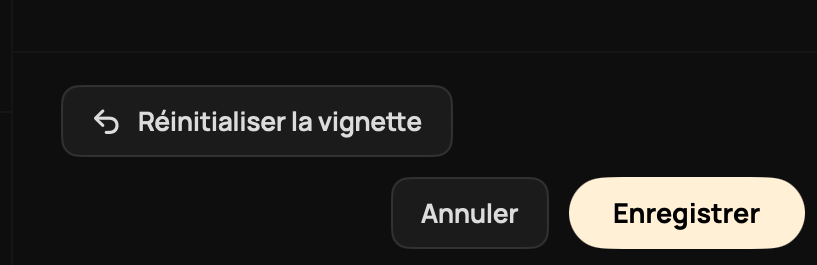 Réinitialiser la vignette
Annuler
Enregistrer